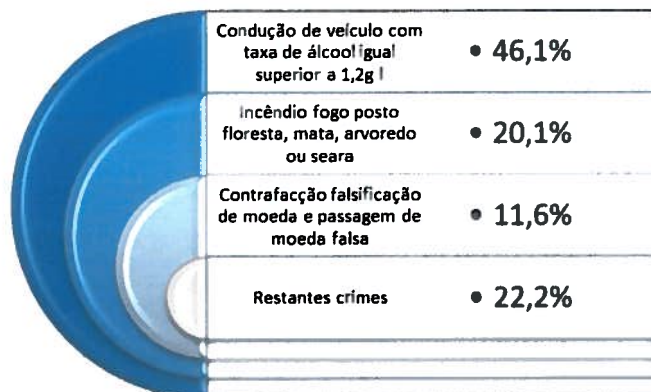 Condução de veículo com
taxa de álcool igual
superior a 1,2g l
• 46,1%
Incêndio fogo posto
floresta, mata, arvoredo
ou seara
• 20,1%
Contrafacção falsificação
de moeda e passagem de
moeda falsa
• 11,6%
Restantes crimes
• 22,2%